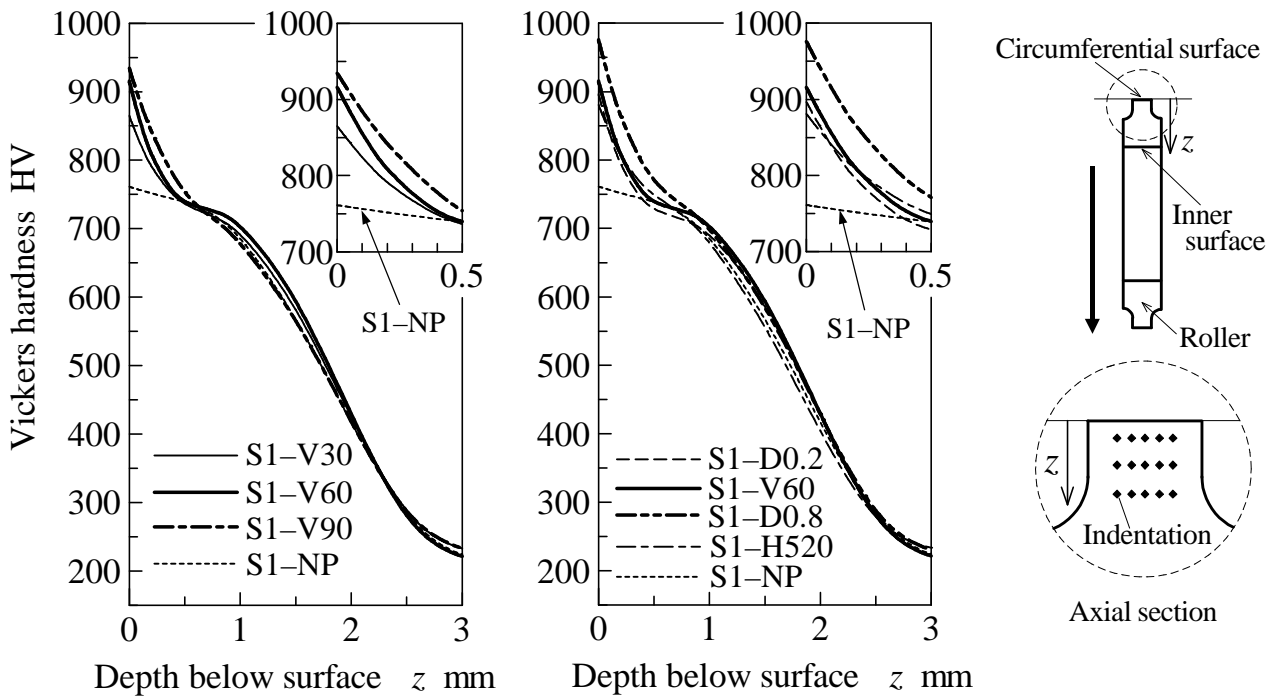 Vickers hardness HV
1000
900
800
700
600
500
400
300
200
0
1
2
3
Depth below surface z mm
1000
900
800
700
0
0.5
S1–NP
S1–V30
S1–V60
S1–V90
S1–NP
1000
900
800
700
600
500
400
300
200
0
1
2
3
Depth below surface z mm
1000
900
800
700
0
0.5
S1–NP
S1–D0.2
S1–V60
S1–D0.8
S1–H520
S1–NP
Circumferential surface
z
Inner
surface
Roller
z
Indentation
Axial section